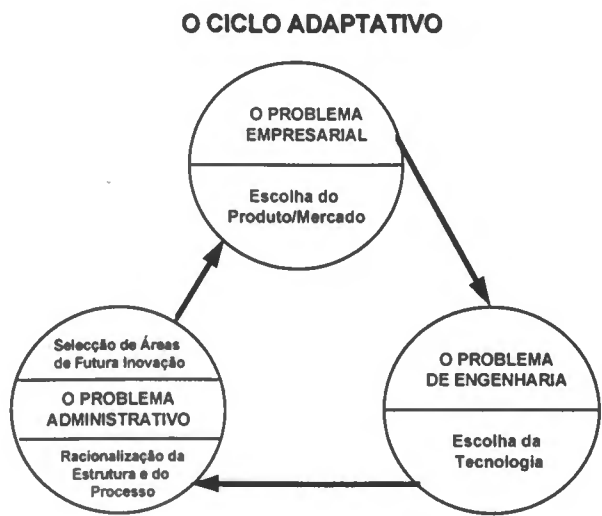 O CICLO ADAPTATIVO
O PROBLEMA
EMPRESARIAL
Escolha do
Produto/Mercado
O PROBLEMA
DE ENGENHARIA
Escolha da
Tecnologia
Selecção de Áreas
de Futura Inovação
O PROBLEMA
ADMINISTRATIVO
Racionalização da
Estrutura e do
Processo